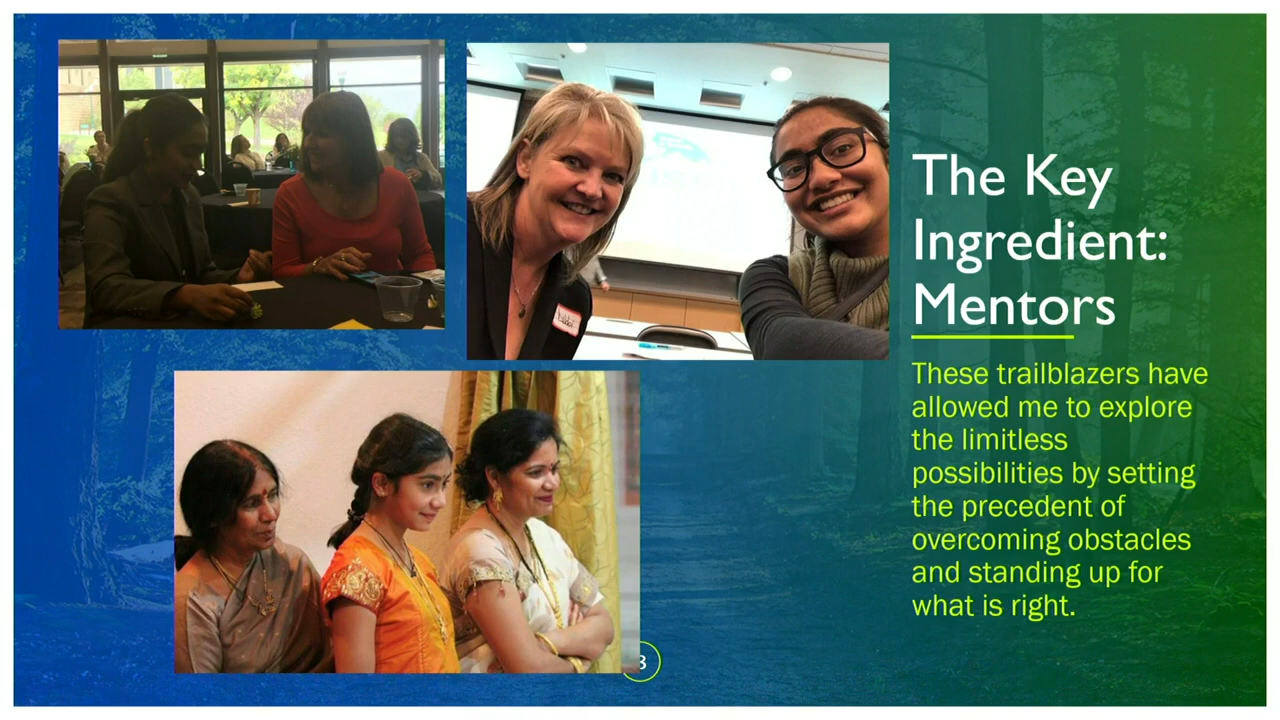 The Key
Ingredient:
Mentors
These trailblazers have
allowed me to explore
the limitless
possibilities by setting
the precedent of
overcoming obstacles
and standing up for
what is right.